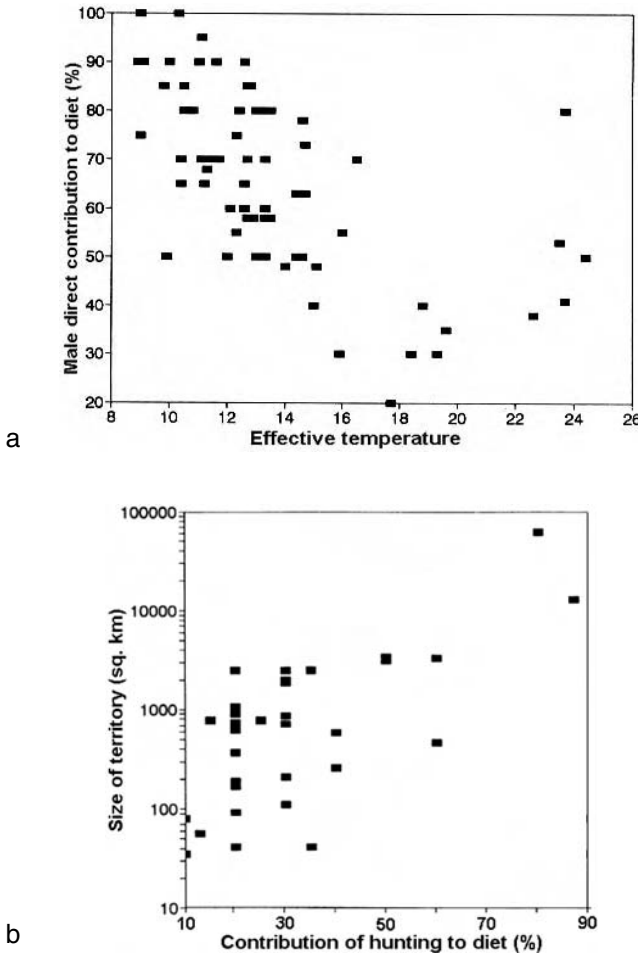 Male direct contribution to diet (%)
100
90
80
70
60
50
40
30
20
8 10 12 14 16 18 20 22 24 26
Effective temperature
a
Size of territory (sq. km)
100000
10000
1000
100
10
10 30 50 70 90
Contribution of hunting to diet (%)
b